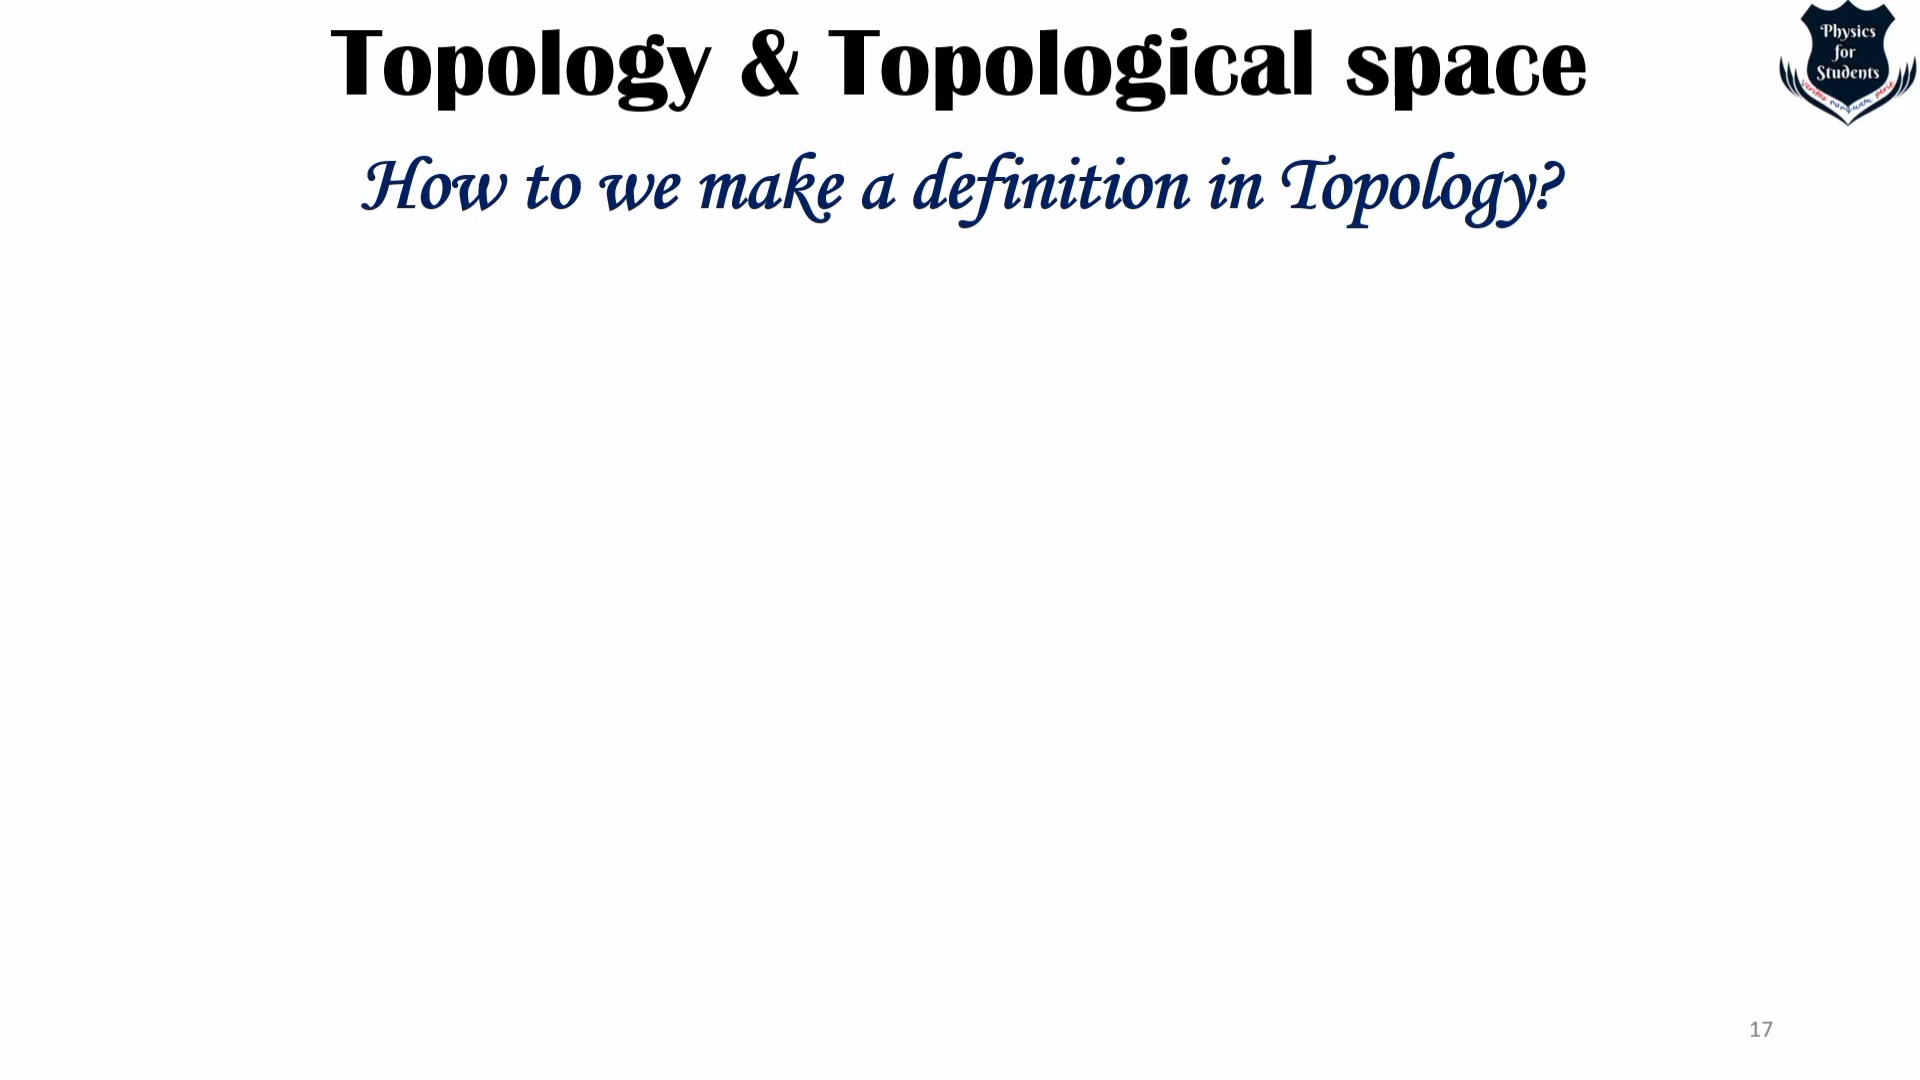 Topology & Topological space
Physics
for
Students
How to we make a definition in Topology?
17